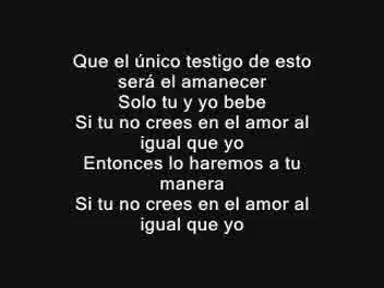 Que el único testigo de esto
será el amanecer
Solo tu y yo bebe
Si tu no crees en el amor al
igual que yo
Entonces lo haremos a tu
manera
Si tu no crees en el amor al
igual que yo